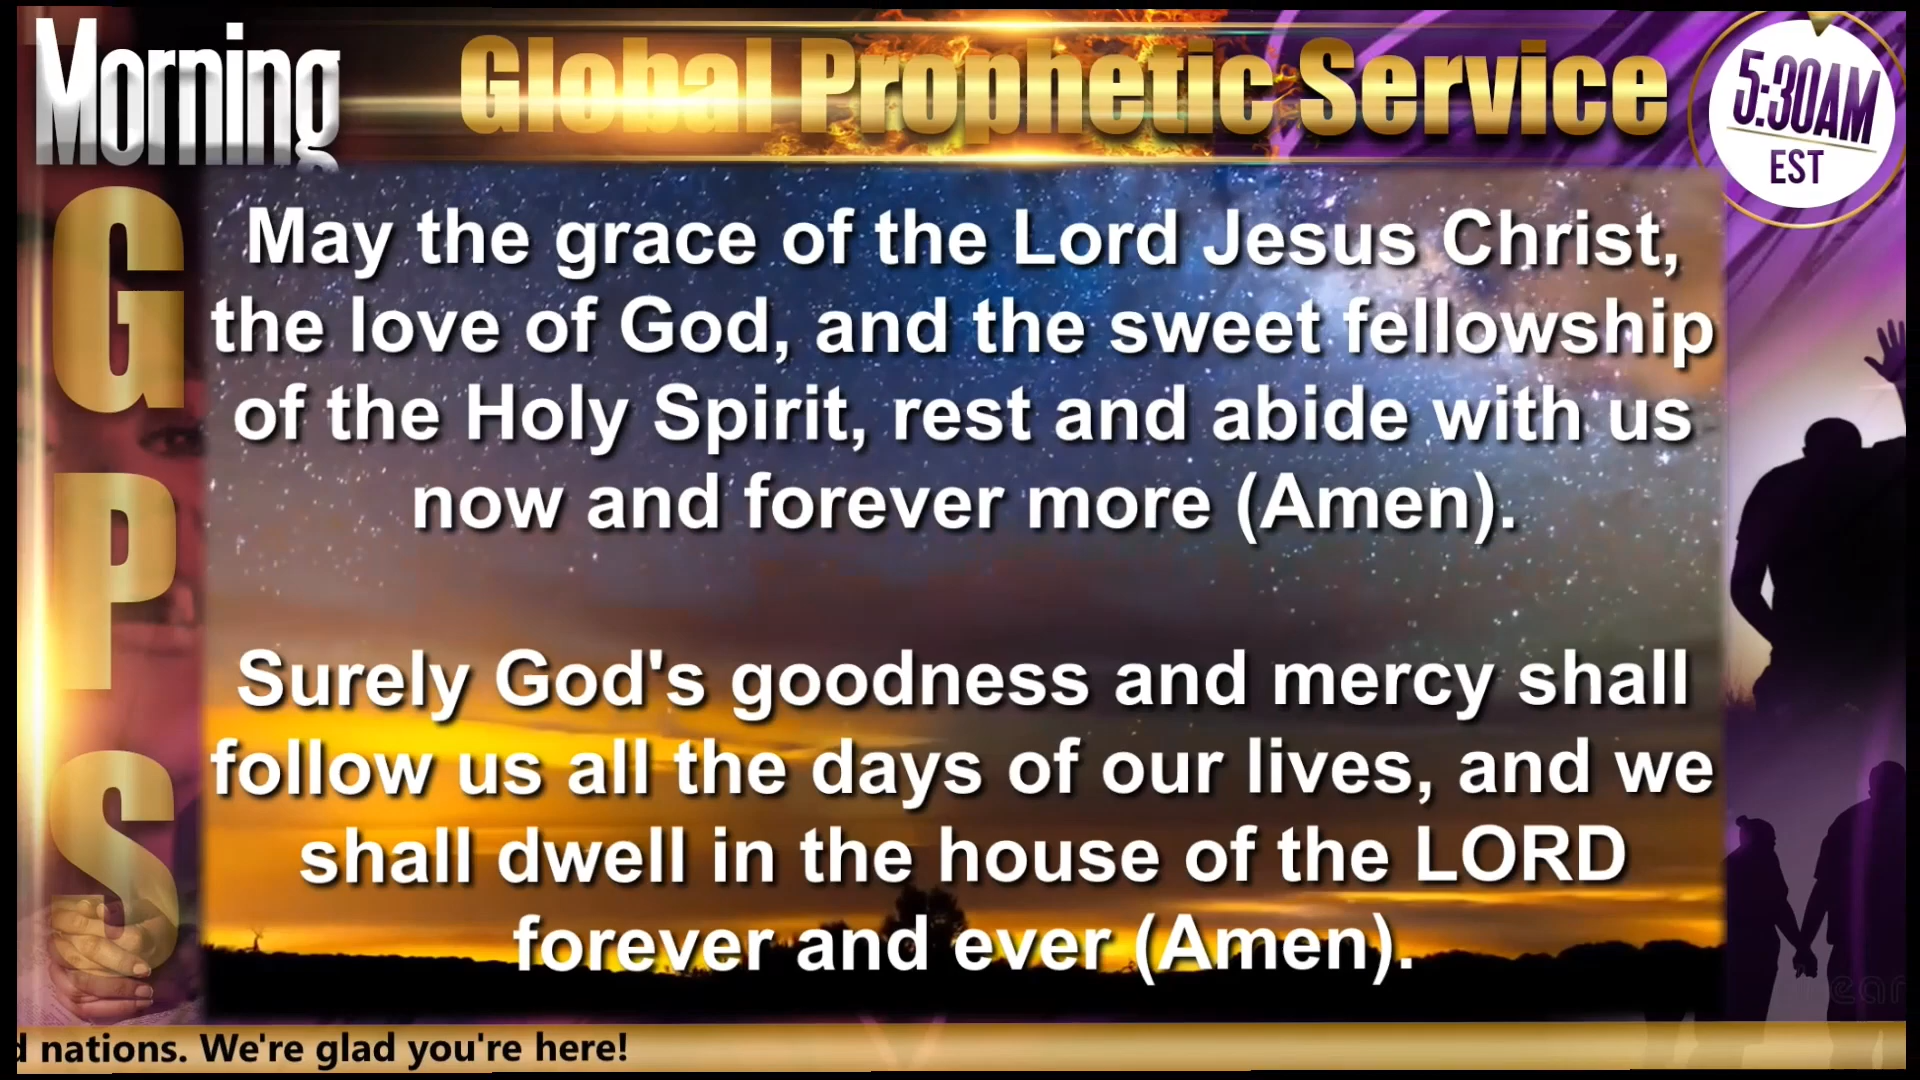 Morning
Global Prophetic Service
5:30AM
EST
GPS
May the grace of the Lord Jesus Christ,
the love of God, and the sweet fellowship
of the Holy Spirit, rest and abide with us
now and forever more (Amen).
Surely God's goodness and mercy shall
follow us all the days of our lives, and we
shall dwell in the house of the LORD
forever and ever (Amen).
nations. We're glad you're here!